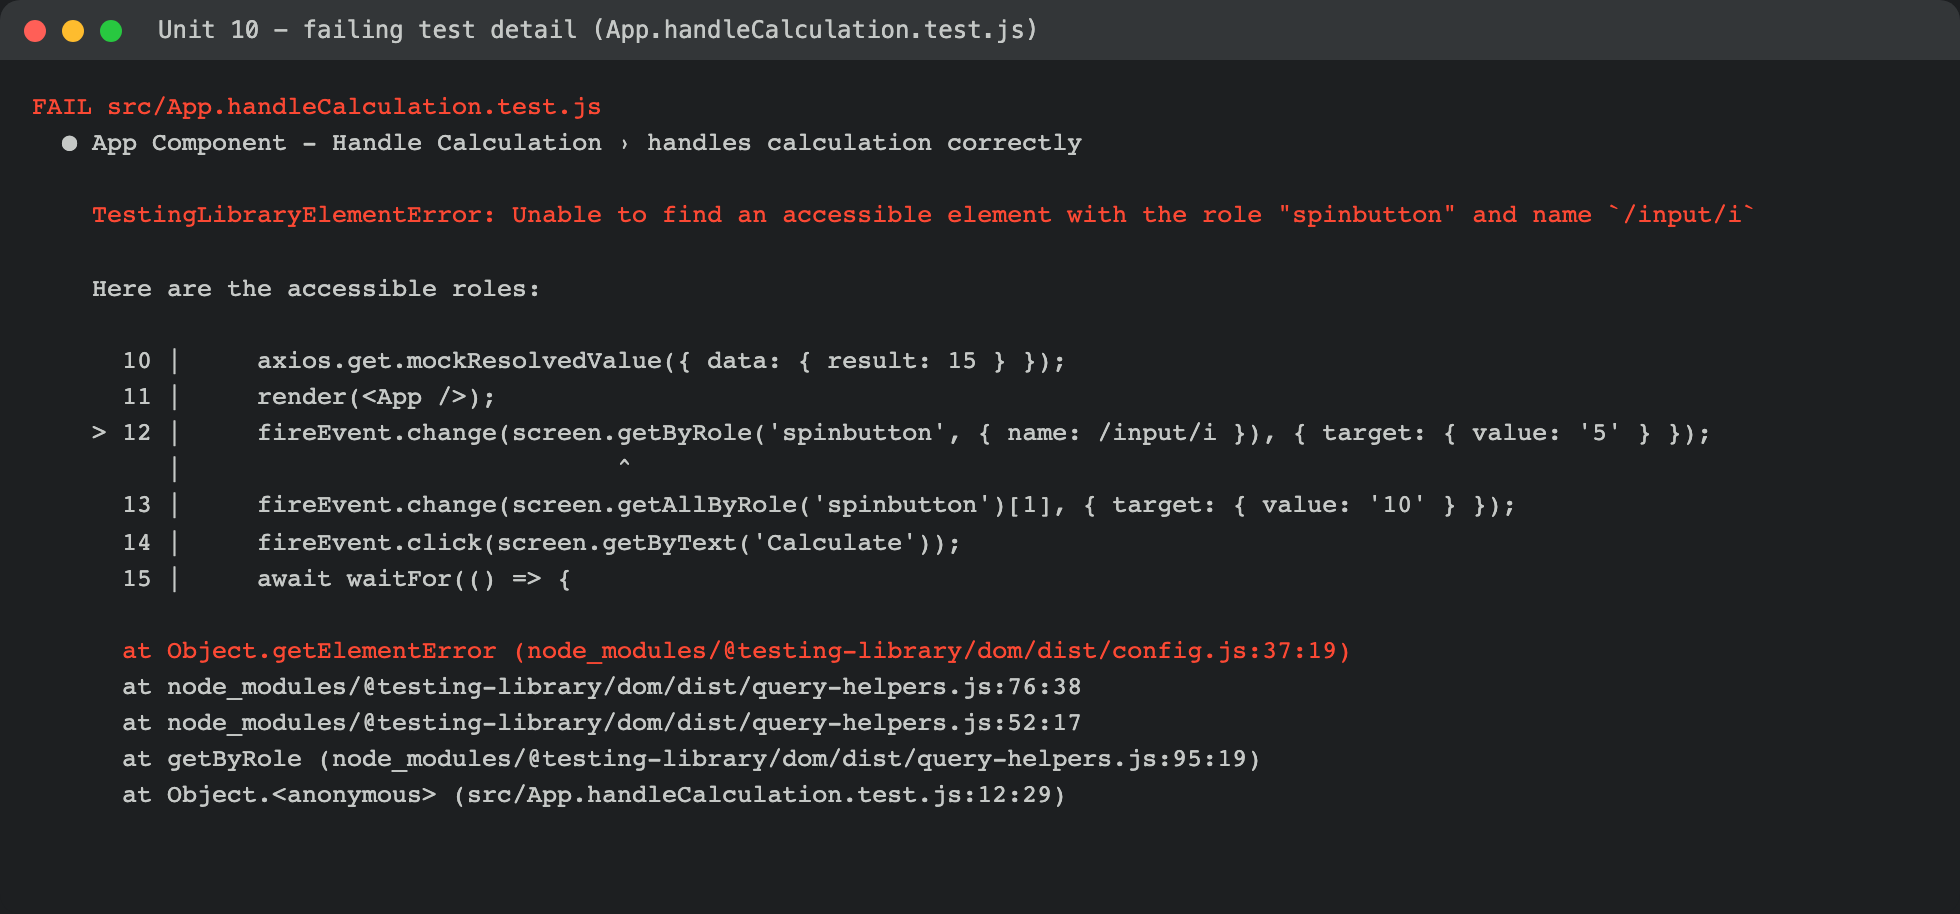 Unit 10 – failing test detail (App.handleCalculation.test.js)
FAIL src/App.handleCalculation.test.js
● App Component – Handle Calculation › handles calculation correctly
TestingLibraryElementError: Unable to find an accessible element with the role "spinbutton" and name `/input/i`
Here are the accessible roles:
10 |     axios.get.mockResolvedValue({ data: { result: 15 } });
11 |     render(<App />);
> 12 |     fireEvent.change(screen.getByRole('spinbutton', { name: /input/i }), { target: { value: '5' } });
|                             ^
13 |     fireEvent.change(screen.getAllByRole('spinbutton')[1], { target: { value: '10' } });
14 |     fireEvent.click(screen.getByText('Calculate'));
15 |     await waitFor(() => {
at Object.getElementError (node_modules/@testing-library/dom/dist/config.js:37:19)
at node_modules/@testing-library/dom/dist/query-helpers.js:76:38
at node_modules/@testing-library/dom/dist/query-helpers.js:52:17
at getByRole (node_modules/@testing-library/dom/dist/query-helpers.js:95:19)
at Object.<anonymous> (src/App.handleCalculation.test.js:12:29)